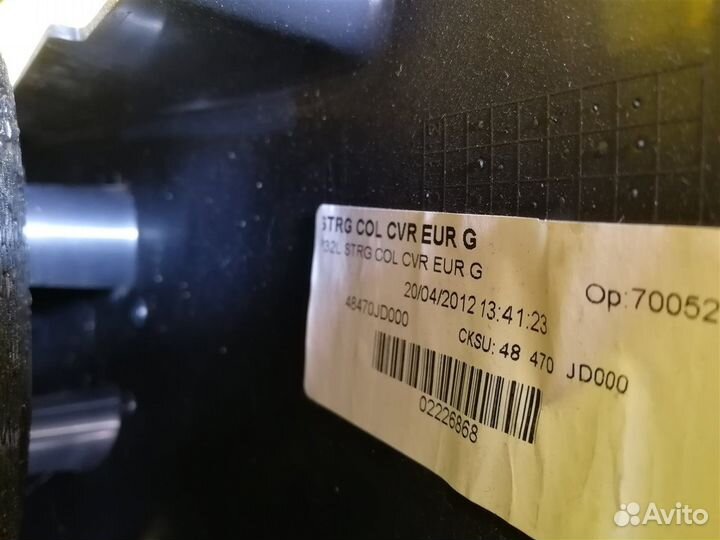 STRG COL CVR EUR G
P32L STRG COL CVR EUR G
20/04/2012 13:41:23
Op:70052
48470JD000
CKSU: 48 470 JD000
02226868
Avito